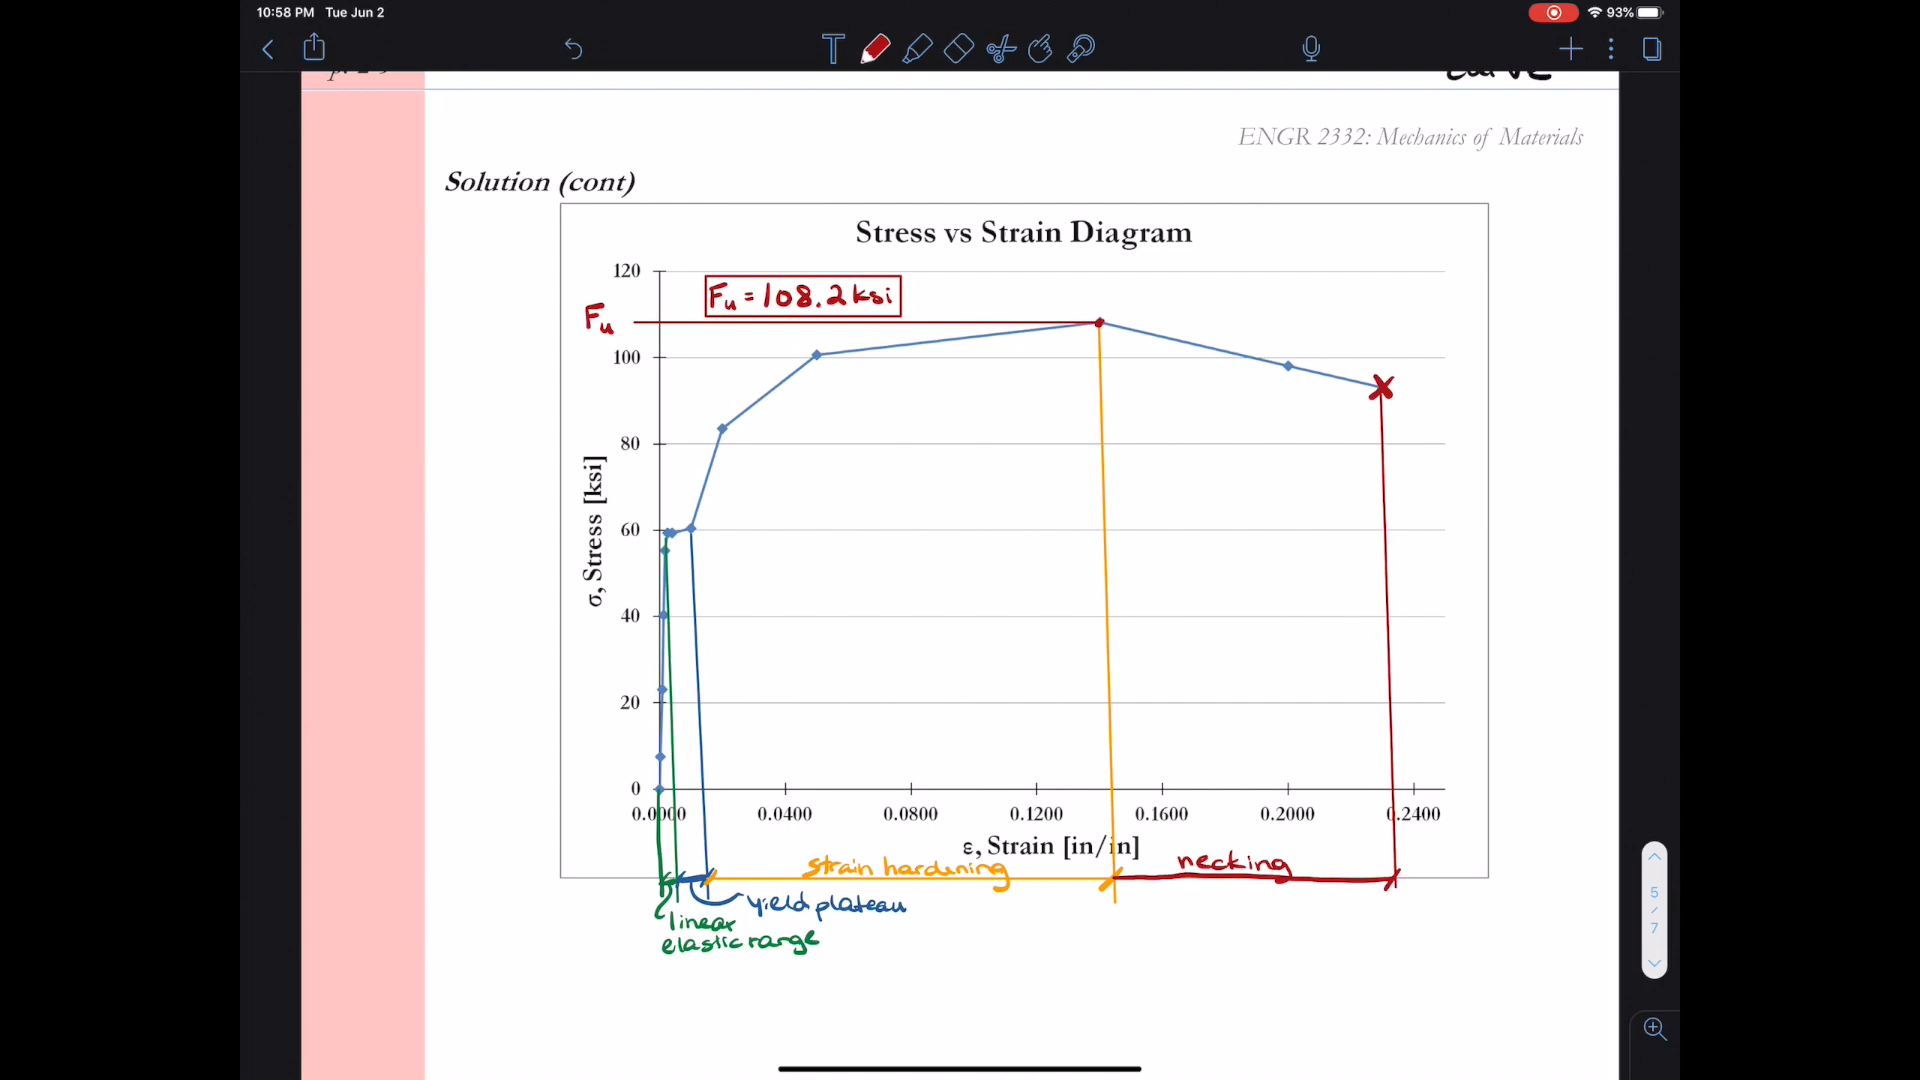 10:58 PM Tue Jun 2
93%
ENGR 2332: Mechanics of Materials
Solution (cont)
Stress vs Strain Diagram
120
Fu = 108.2 ksi
Fu
100
80
60
40
20
0
σ, Stress [ksi]
0.0000 0.0400 0.0800 0.1200 0.1600 0.2000 0.2400
ε, Strain [in/in]
strain hardening
necking
yield plateau
linear
elastic range
5
/
7